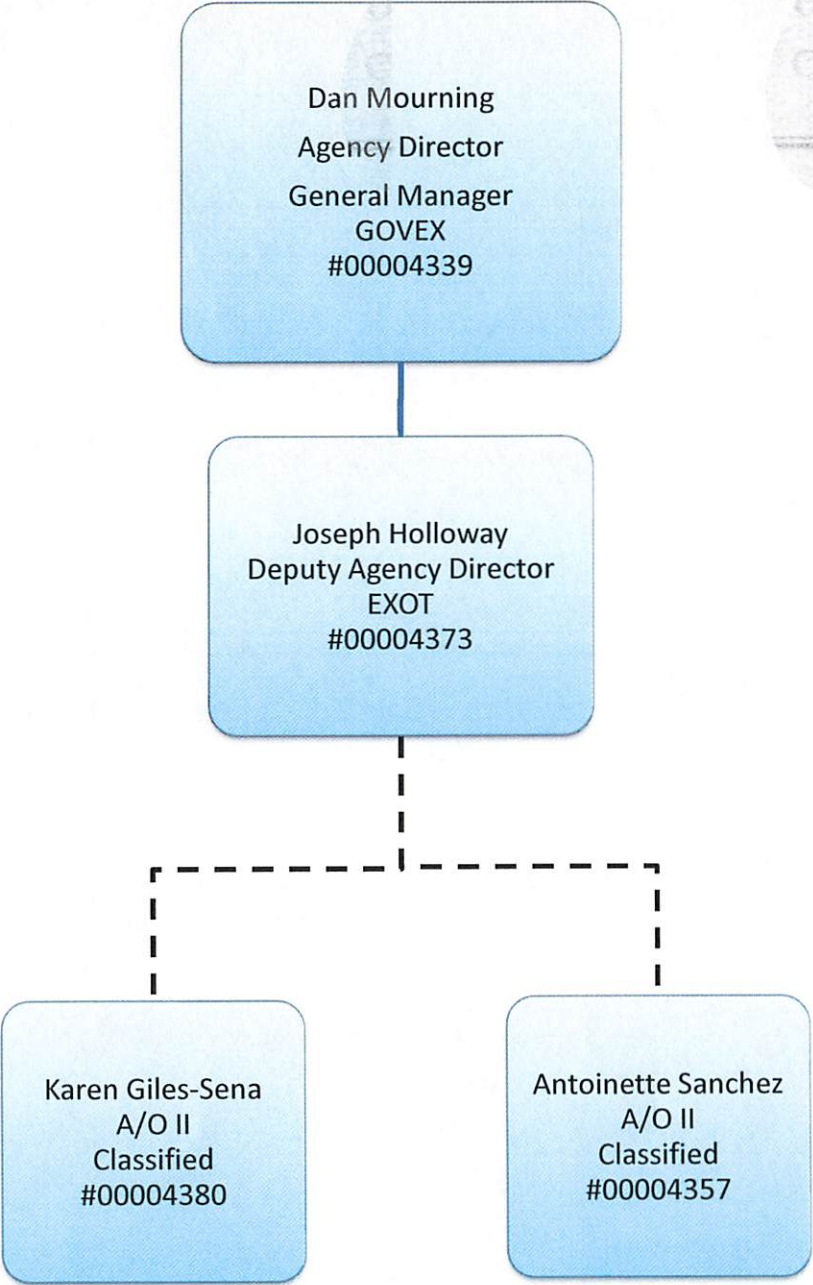 Dan Mourning
Agency Director
General Manager
GOVEX
#00004339
Joseph Holloway
Deputy Agency Director
EXOT
#00004373
Karen Giles-Sena
A/O II
Classified
#00004380
Antoinette Sanchez
A/O II
Classified
#00004357